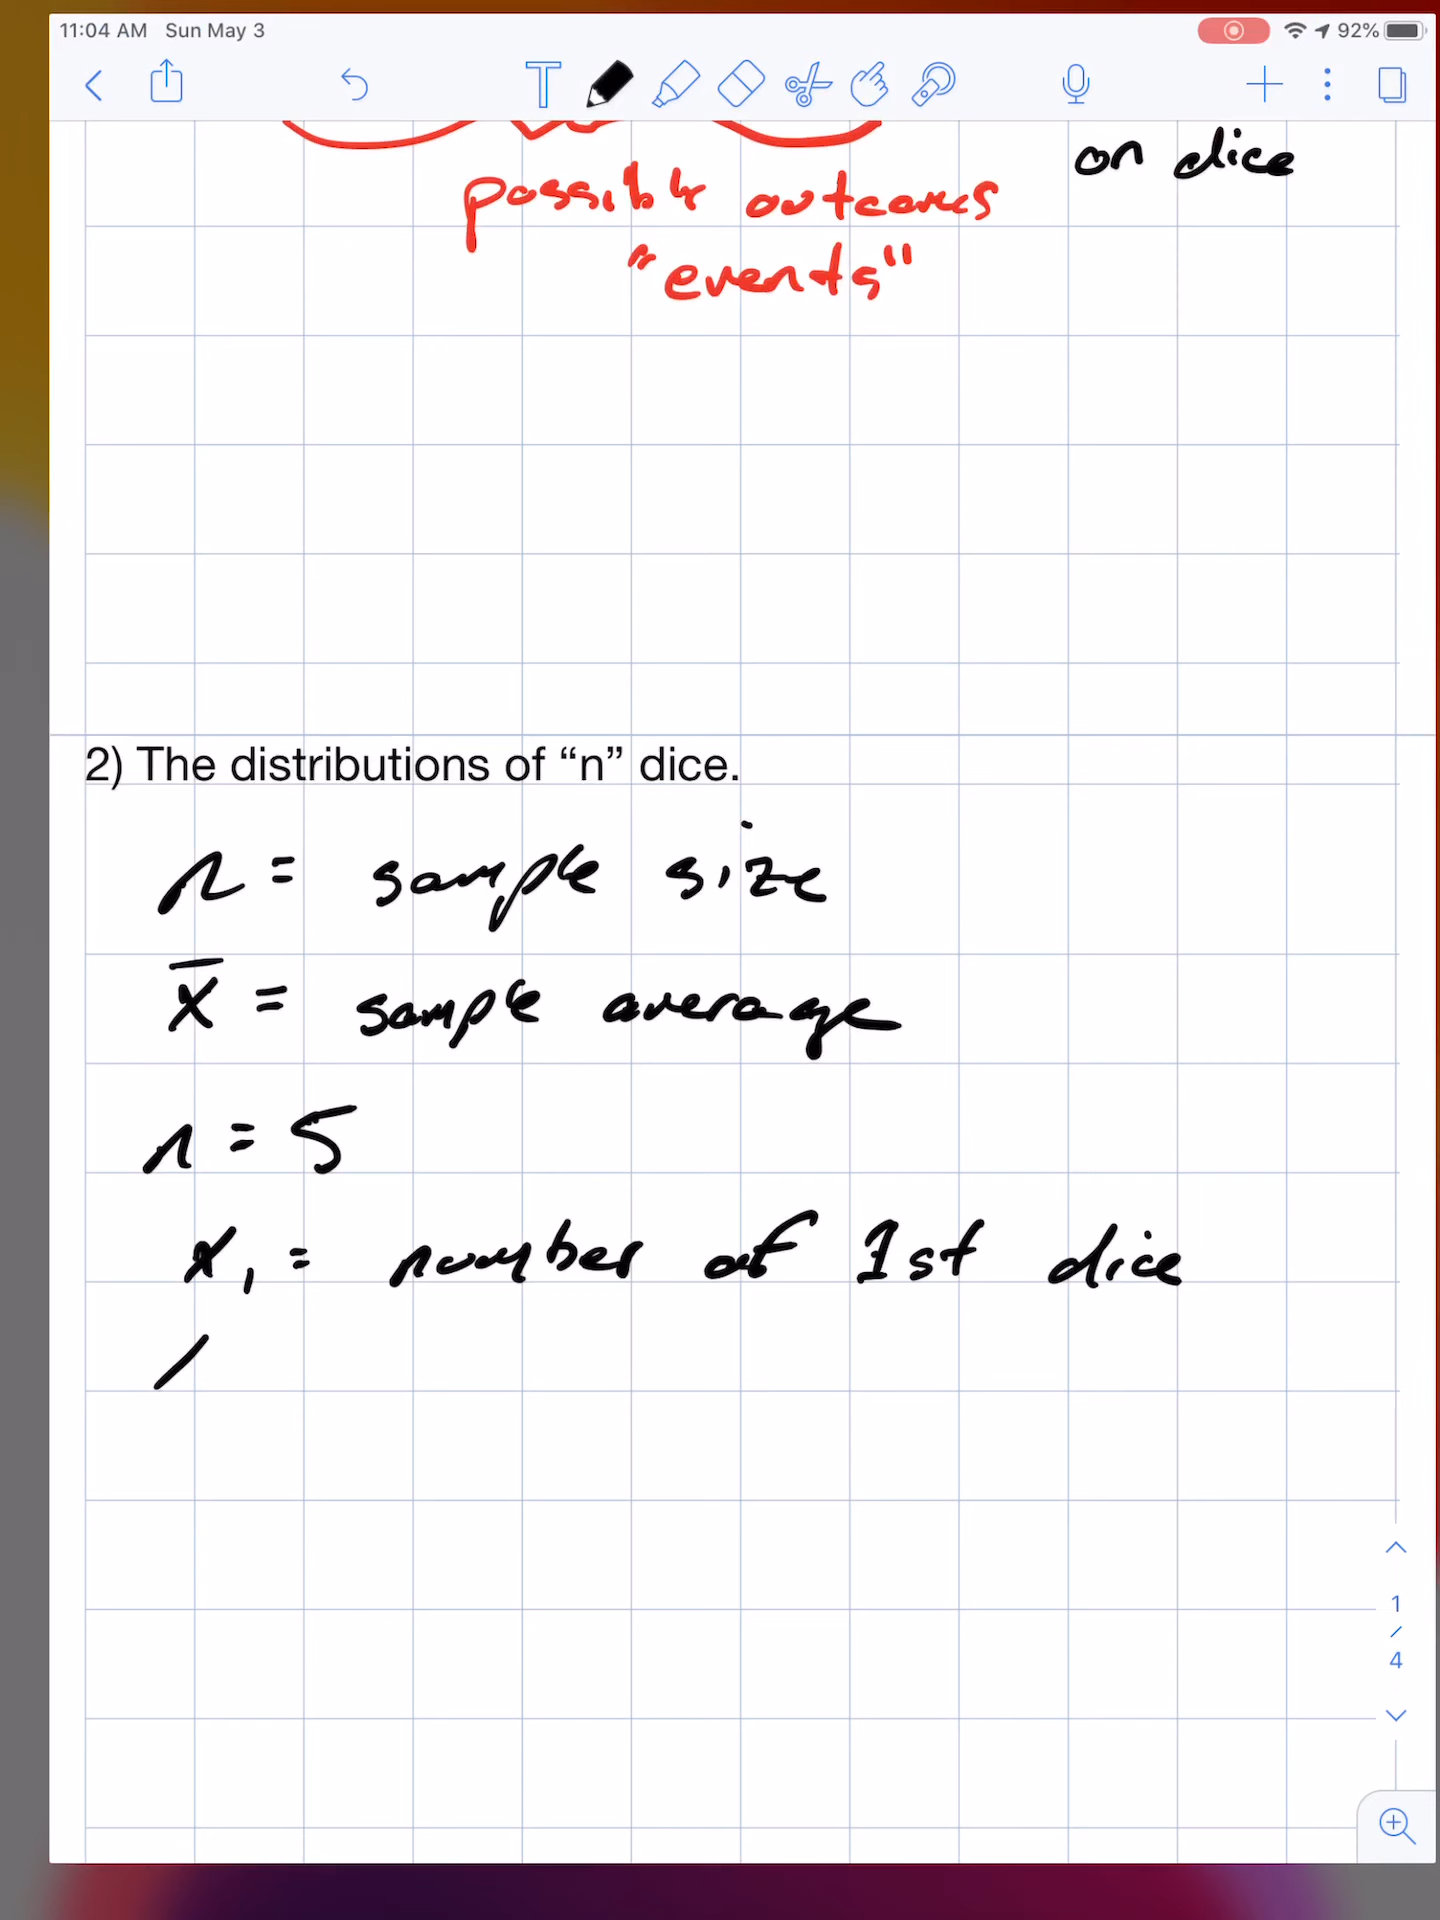 11:04 AM Sun May 3 92%
on dice
possible outcomes
"events"
2) The distributions of “n” dice.
n = sample size
x̄ = sample average
n = 5
x₁ = number of 1st dice
1
/
4